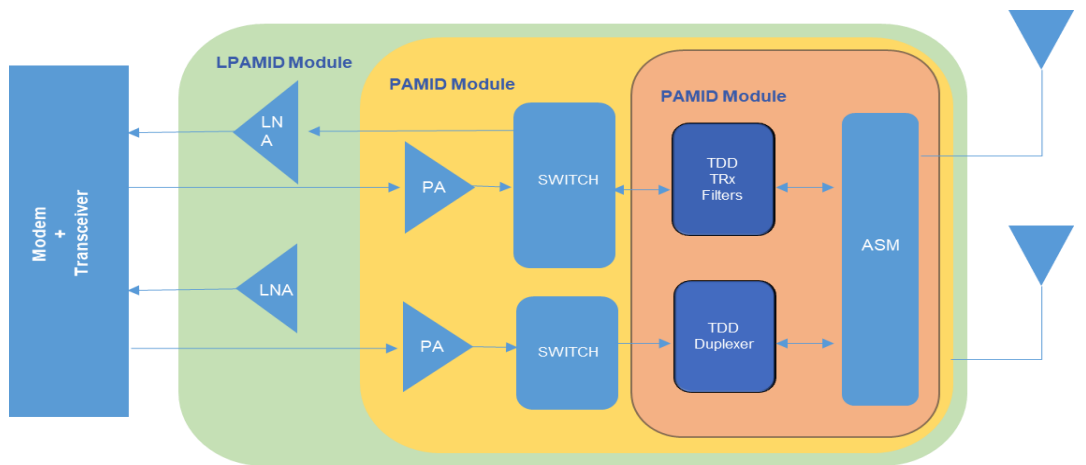 LPAMID Module
PAMID Module
PAMID Module
Modem
+
Transceiver
LN
A
PA
SWITCH
TDD
TRx
Filters
ASM
LNA
PA
SWITCH
TDD
Duplexer